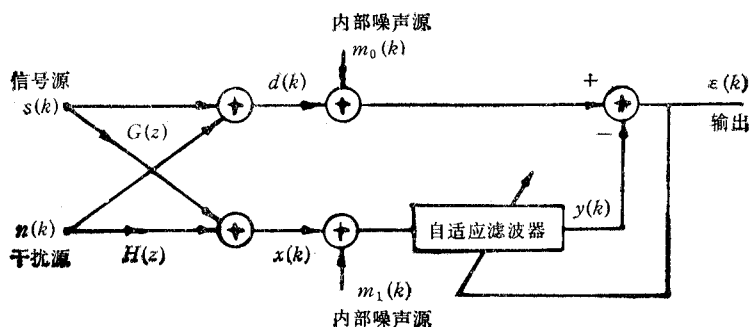 内部噪声源
m₀(k)
信号源
s(k)
d(k)
G(z)
+
ε(k)
输出
−
n(k)
干扰源
H(z)
x(k)
自适应滤波器
y(k)
m₁(k)
内部噪声源